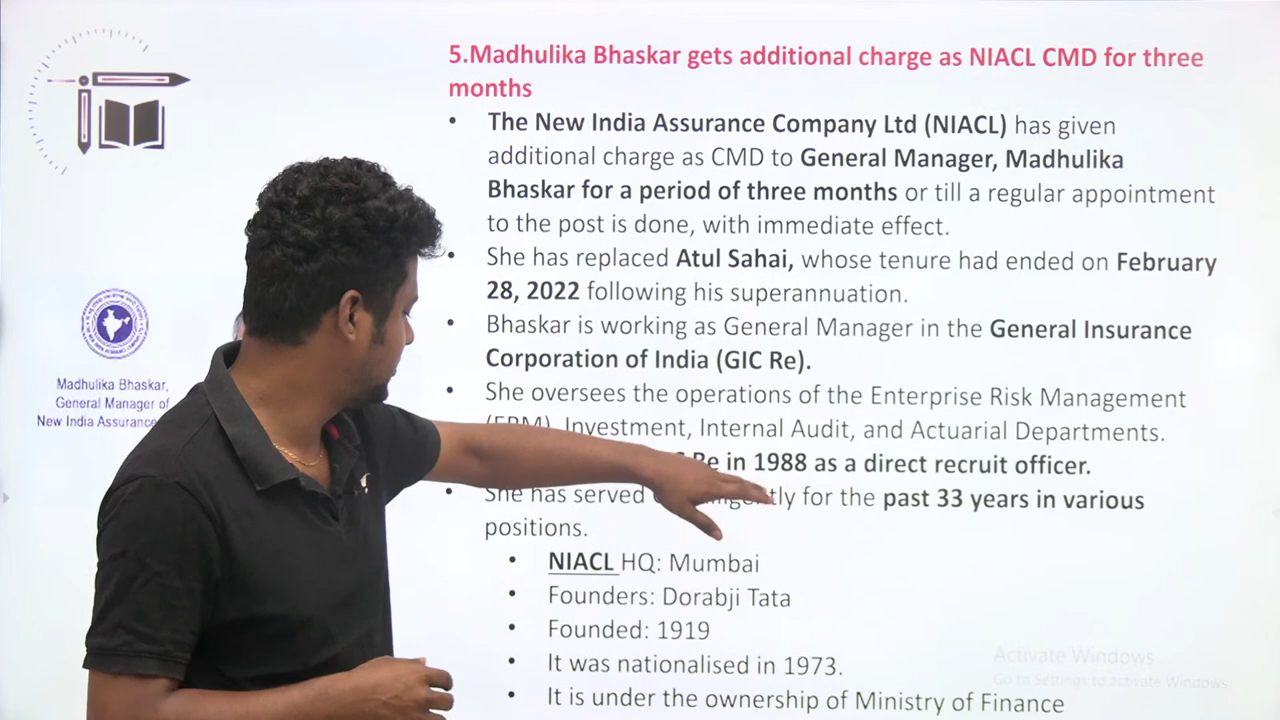 5.Madhulika Bhaskar gets additional charge as NIACL CMD for three
months
• The New India Assurance Company Ltd (NIACL) has given
additional charge as CMD to General Manager, Madhulika
Bhaskar for a period of three months or till a regular appointment
to the post is done, with immediate effect.
• She has replaced Atul Sahai, whose tenure had ended on February
28, 2022 following his superannuation.
• Bhaskar is working as General Manager in the General Insurance
Corporation of India (GIC Re).
• She oversees the operations of the Enterprise Risk Management
(ERM), Investment, Internal Audit, and Actuarial Departments.
Re in 1988 as a direct recruit officer.
• She has served for the past 33 years in various
positions.
• NIACL HQ: Mumbai
• Founders: Dorabji Tata
• Founded: 1919
• It was nationalised in 1973.
• It is under the ownership of Ministry of Finance
Madhulika Bhaskar,
General Manager of
New India Assurance
Activate Windows
Go to Settings to activate Windows